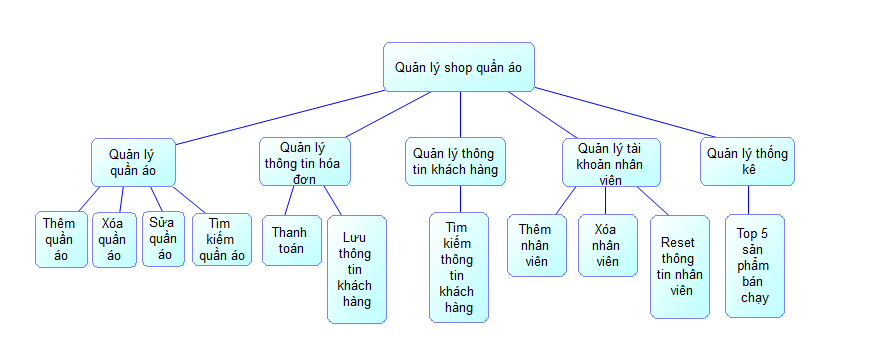 Quản lý shop quần áo
Quản lý
quần áo
Quản lý
thông tin hóa
đơn
Quản lý thông
tin khách hàng
Quản lý tài
khoản nhân
viên
Quản lý thống
kê
Thêm
quần
áo
Xóa
quần
áo
Sửa
quần
áo
Tìm
kiếm
quần áo
Thanh
toán
Lưu
thông
tin
khách
hàng
Tìm
kiếm
thông
tin
khách
hàng
Thêm
nhân
viên
Xóa
nhân
viên
Reset
thông
tin nhân
viên
Top 5
sản
phẩm
bán
chạy